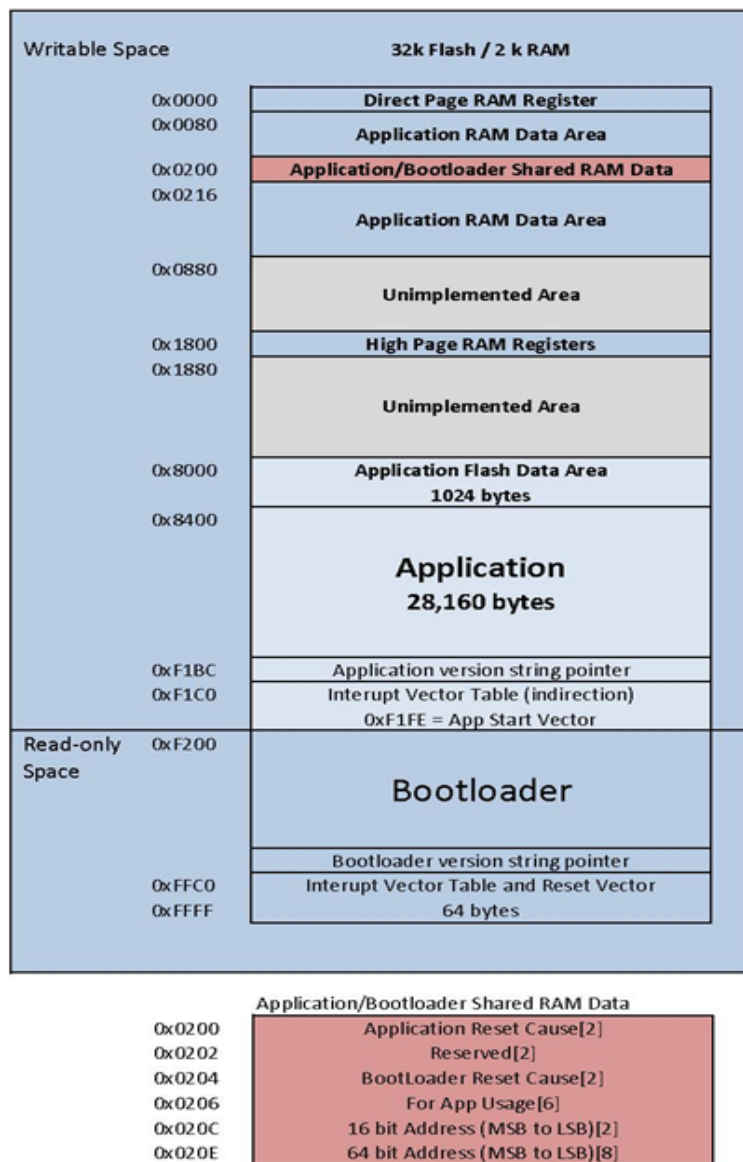 Writable Space 32k Flash / 2 k RAM
0x0000 Direct Page RAM Register
0x0080
Application RAM Data Area
0x0200 Application/Bootloader Shared RAM Data
0x0216
Application RAM Data Area
0x0880
Unimplemented Area
0x1800 High Page RAM Registers
0x1880
Unimplemented Area
0x8000 Application Flash Data Area
1024 bytes
0x8400
Application
28,160 bytes
0xF1BC Application version string pointer
0xF1C0 Interupt Vector Table (indirection)
0xF1FE = App Start Vector
Read-only 0xF200
Space
Bootloader
Bootloader version string pointer
0xFFC0 Interupt Vector Table and Reset Vector
0xFFFF 64 bytes
Application/Bootloader Shared RAM Data
0x0200 Application Reset Cause[2]
0x0202 Reserved[2]
0x0204 BootLoader Reset Cause[2]
0x0206 For App Usage[6]
0x020C 16 bit Address (MSB to LSB)[2]
0x020E 64 bit Address (MSB to LSB)[8]